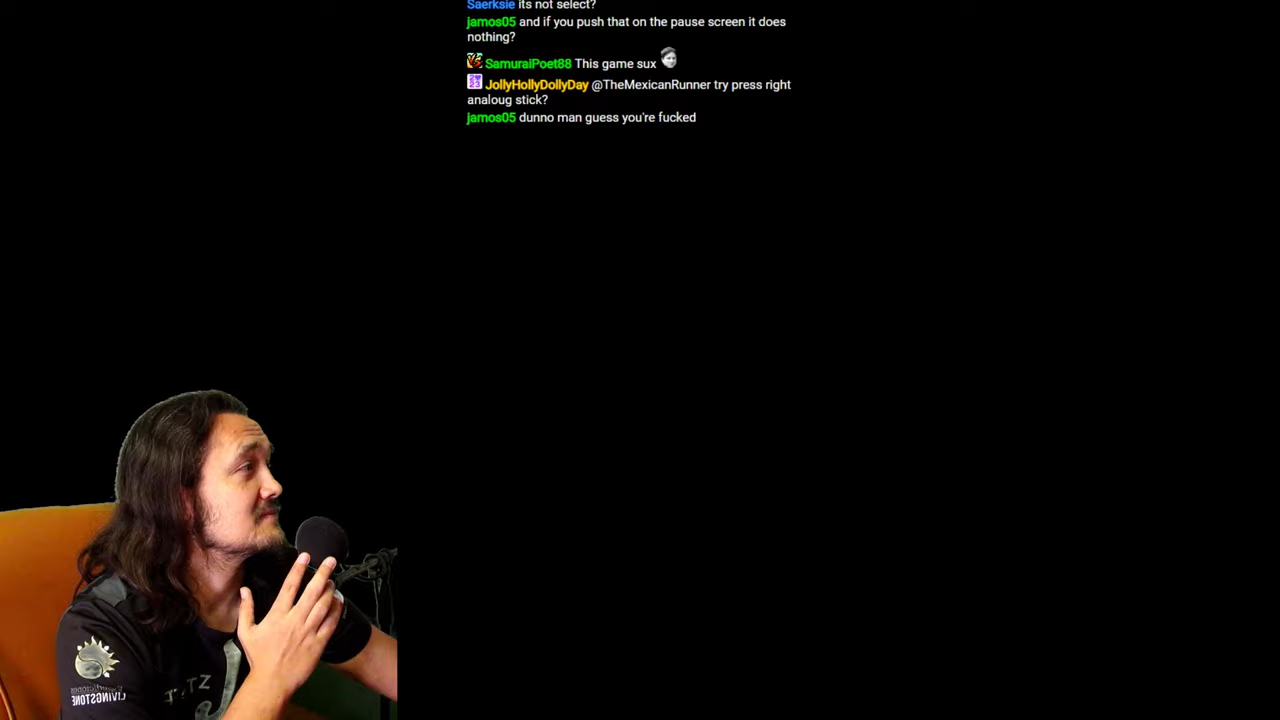 Saerksie its not select?
jamos05 and if you push that on the pause screen it does
nothing?
SamuraiPoet88 This game sux
JollyHollyDollyDay @TheMexicanRunner try press right
analoug stick?
jamos05 dunno man guess you're fucked
LIVINGSTONE